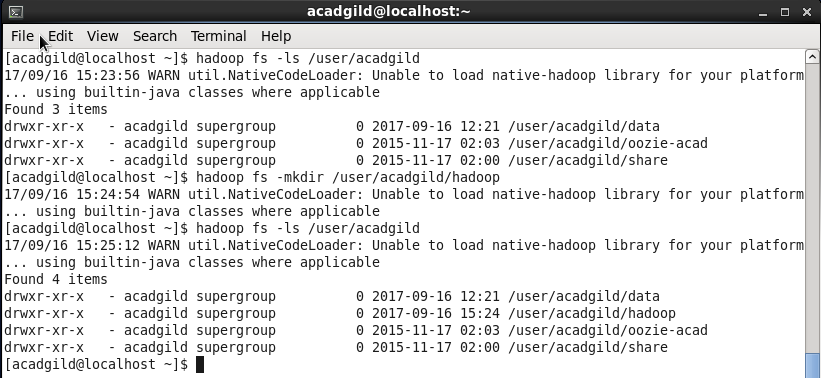 acadgild@localhost:~
File Edit View Search Terminal Help
[acadgild@localhost ~]$ hadoop fs -ls /user/acadgild
17/09/16 15:23:56 WARN util.NativeCodeLoader: Unable to load native-hadoop library for your platform
... using builtin-java classes where applicable
Found 3 items
drwxr-xr-x   - acadgild supergroup          0 2017-09-16 12:21 /user/acadgild/data
drwxr-xr-x   - acadgild supergroup          0 2015-11-17 02:03 /user/acadgild/oozie-acad
drwxr-xr-x   - acadgild supergroup          0 2015-11-17 02:00 /user/acadgild/share
[acadgild@localhost ~]$ hadoop fs -mkdir /user/acadgild/hadoop
17/09/16 15:24:54 WARN util.NativeCodeLoader: Unable to load native-hadoop library for your platform
... using builtin-java classes where applicable
[acadgild@localhost ~]$ hadoop fs -ls /user/acadgild
17/09/16 15:25:12 WARN util.NativeCodeLoader: Unable to load native-hadoop library for your platform
... using builtin-java classes where applicable
Found 4 items
drwxr-xr-x   - acadgild supergroup          0 2017-09-16 12:21 /user/acadgild/data
drwxr-xr-x   - acadgild supergroup          0 2017-09-16 15:24 /user/acadgild/hadoop
drwxr-xr-x   - acadgild supergroup          0 2015-11-17 02:03 /user/acadgild/oozie-acad
drwxr-xr-x   - acadgild supergroup          0 2015-11-17 02:00 /user/acadgild/share
[acadgild@localhost ~]$